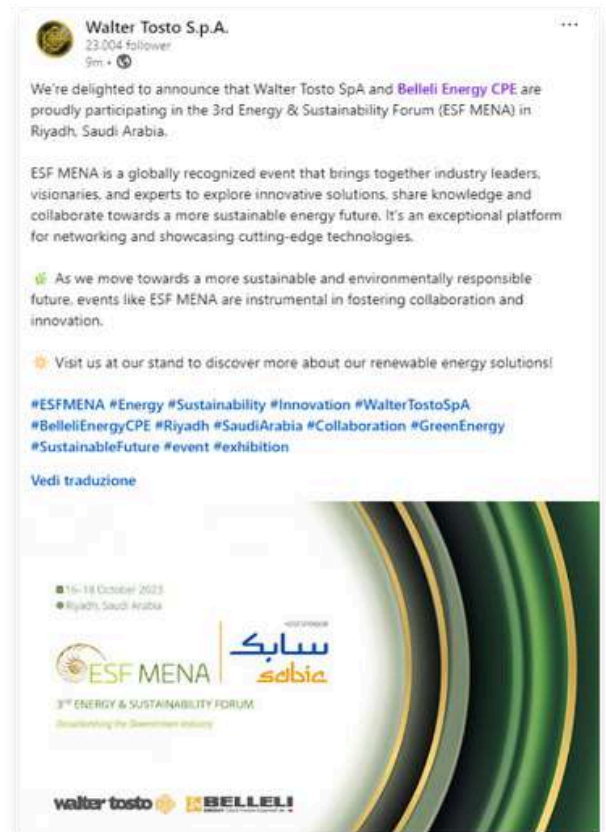 Walter Tosto S.p.A.
23.004 follower
9m •
We're delighted to announce that Walter Tosto SpA and Belleli Energy CPE are
proudly participating in the 3rd Energy & Sustainability Forum (ESF MENA) in
Riyadh, Saudi Arabia.
ESF MENA is a globally recognized event that brings together industry leaders,
visionaries, and experts to explore innovative solutions, share knowledge and
collaborate towards a more sustainable energy future. It's an exceptional platform
for networking and showcasing cutting-edge technologies.
As we move towards a more sustainable and environmentally responsible
future, events like ESF MENA are instrumental in fostering collaboration and
innovation.
Visit us at our stand to discover more about our renewable energy solutions!
#ESFMENA #Energy #Sustainability #Innovation #WalterTostoSpA
#BelleliEnergyCPE #Riyadh #SaudiArabia #Collaboration #GreenEnergy
#SustainableFuture #event #exhibition
Vedi traduzione
16-18 October 2023
Riyadh, Saudi Arabia
HOST SPONSOR
سابك
sabic
ESF MENA
3RD ENERGY & SUSTAINABILITY FORUM
Decarbonising the Downstream Industry
walter tosto
BELLELI